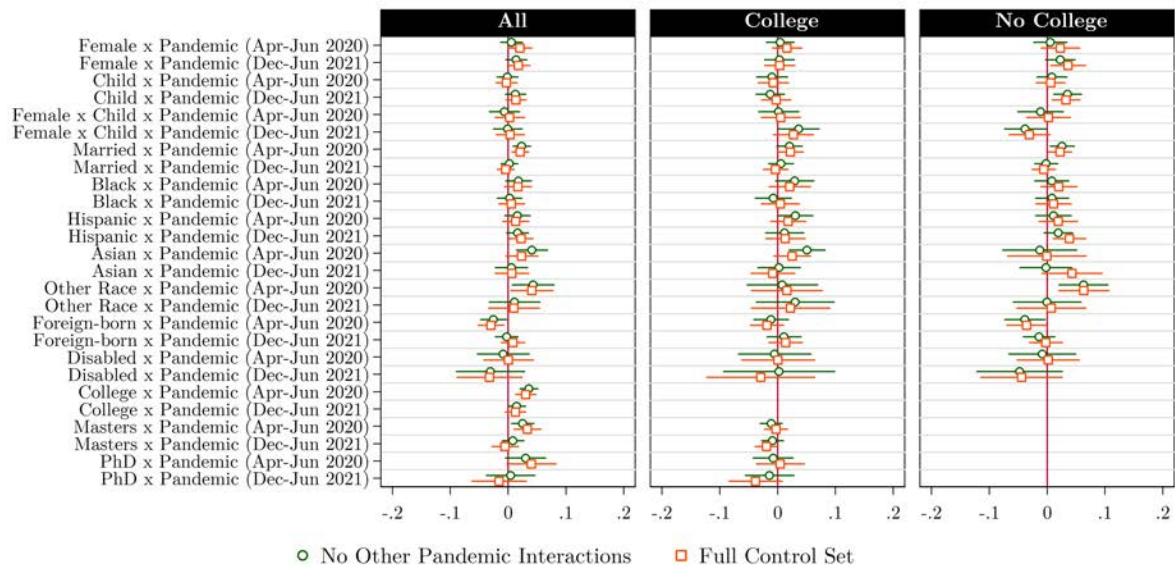 All College No College
Female x Pandemic (Apr-Jun 2020)
Female x Pandemic (Dec-Jun 2021)
Child x Pandemic (Apr-Jun 2020)
Child x Pandemic (Dec-Jun 2021)
Female x Child x Pandemic (Apr-Jun 2020)
Female x Child x Pandemic (Dec-Jun 2021)
Married x Pandemic (Apr-Jun 2020)
Married x Pandemic (Dec-Jun 2021)
Black x Pandemic (Apr-Jun 2020)
Black x Pandemic (Dec-Jun 2021)
Hispanic x Pandemic (Apr-Jun 2020)
Hispanic x Pandemic (Dec-Jun 2021)
Asian x Pandemic (Apr-Jun 2020)
Asian x Pandemic (Dec-Jun 2021)
Other Race x Pandemic (Apr-Jun 2020)
Other Race x Pandemic (Dec-Jun 2021)
Foreign-born x Pandemic (Apr-Jun 2020)
Foreign-born x Pandemic (Dec-Jun 2021)
Disabled x Pandemic (Apr-Jun 2020)
Disabled x Pandemic (Dec-Jun 2021)
College x Pandemic (Apr-Jun 2020)
College x Pandemic (Dec-Jun 2021)
Masters x Pandemic (Apr-Jun 2020)
Masters x Pandemic (Dec-Jun 2021)
PhD x Pandemic (Apr-Jun 2020)
PhD x Pandemic (Dec-Jun 2021)
-.2 -.1 0 .1 .2 -.2 -.1 0 .1 .2 -.2 -.1 0 .1 .2
No Other Pandemic Interactions Full Control Set